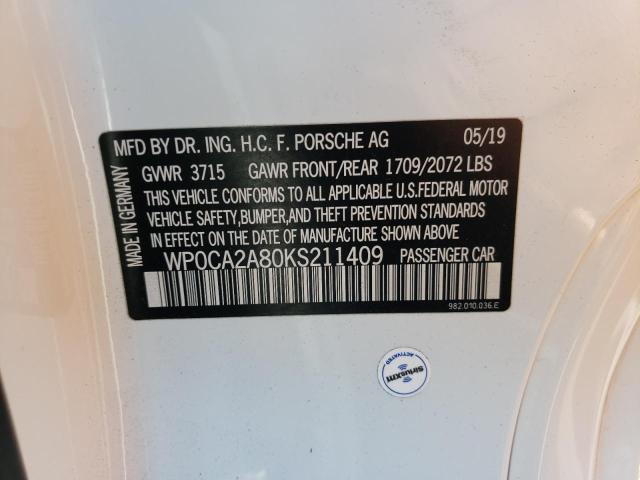 MFD BY DR. ING. H.C. F. PORSCHE AG 05/19
GVWR 3715 GAWR FRONT/REAR 1709/2072 LBS
THIS VEHICLE CONFORMS TO ALL APPLICABLE U.S.FEDERAL MOTOR
VEHICLE SAFETY,BUMPER,AND THEFT PREVENTION STANDARDS
IN EFFECT ON THE DATE OF MANUFACTURE SHOWN ABOVE.
WP0CA2A80KS211409 PASSENGER CAR
982.010.036.E
MADE IN GERMANY
SiriusXM
ACTIVATED